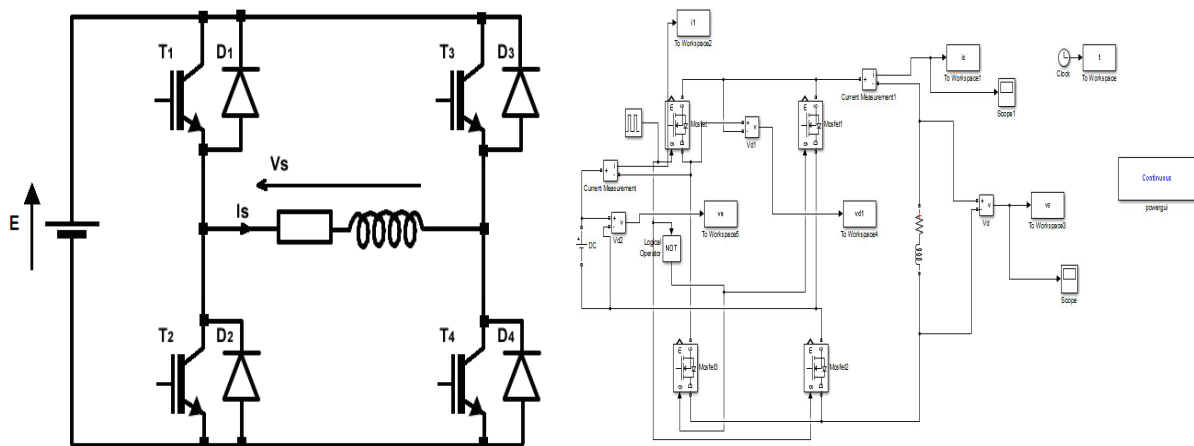 T1
D1
T3
D3
Vs
E
Is
T2
D2
T4
D4
i1
To Workspace2
is
To Workspace1
Clock
t
To Workspace
Current Measurement1
Scope1
Mosfet
Mosfet1
Vd1
Continuous
powergui
Current Measurement
DC
Vd2
ve
To Workspace5
vd1
To Workspace4
Logical
Operator
NOT
Vd
vs
To Workspace3
Scope
Mosfet3
Mosfet2